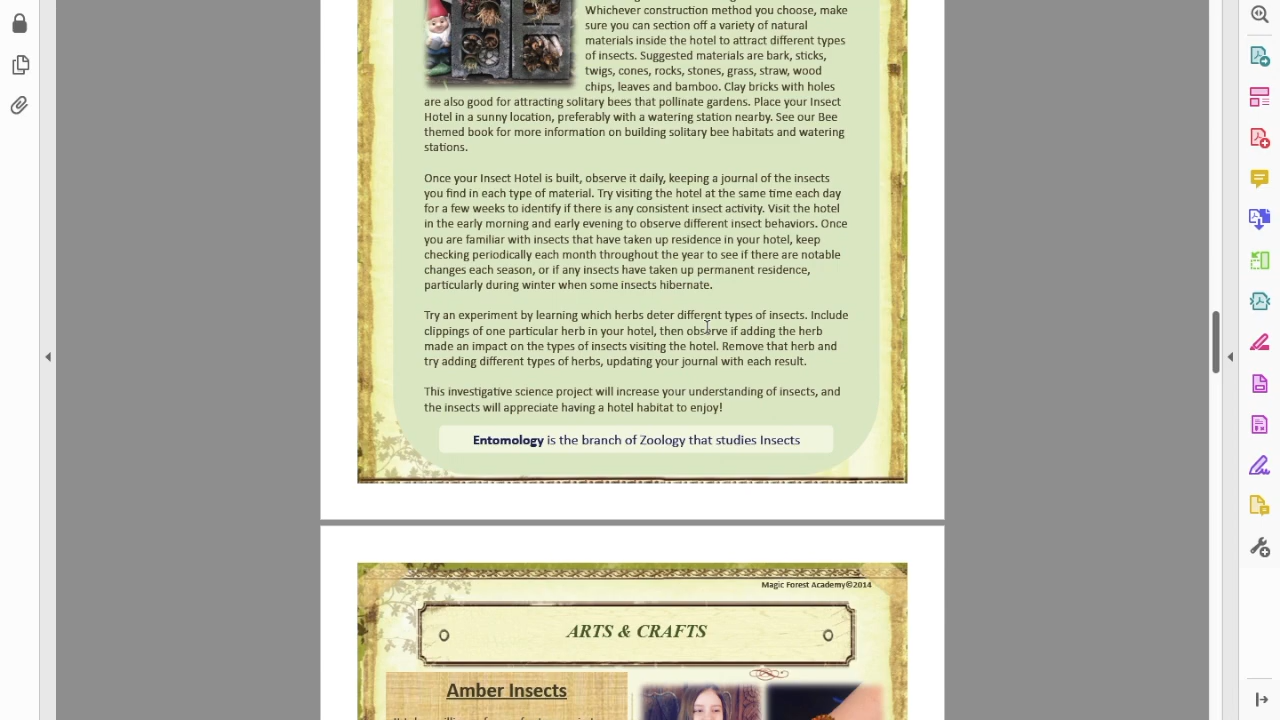 Whichever construction method you choose, make
sure you can section off a variety of natural
materials inside the hotel to attract different types
of insects. Suggested materials are bark, sticks,
twigs, cones, rocks, stones, grass, straw, wood
chips, leaves and bamboo. Clay bricks with holes
are also good for attracting solitary bees that pollinate gardens. Place your Insect
Hotel in a sunny location, preferably with a watering station nearby. See our Bee
themed book for more information on building solitary bee habitats and watering
stations.
Once your Insect Hotel is built, observe it daily, keeping a journal of the insects
you find in each type of material. Try visiting the hotel at the same time each day
for a few weeks to identify if there is any consistent insect activity. Visit the hotel
in the early morning and early evening to observe different insect behaviors. Once
you are familiar with insects that have taken up residence in your hotel, keep
checking periodically each month throughout the year to see if there are notable
changes each season, or if any insects have taken up permanent residence,
particularly during winter when some insects hibernate.
Try an experiment by learning which herbs deter different types of insects. Include
clippings of one particular herb in your hotel, then observe if adding the herb
made an impact on the types of insects visiting the hotel. Remove that herb and
try adding different types of herbs, updating your journal with each result.
This investigative science project will increase your understanding of insects, and
the insects will appreciate having a hotel habitat to enjoy!
Entomology is the branch of Zoology that studies Insects
Magic Forest Academy©2014
ARTS & CRAFTS
Amber Insects